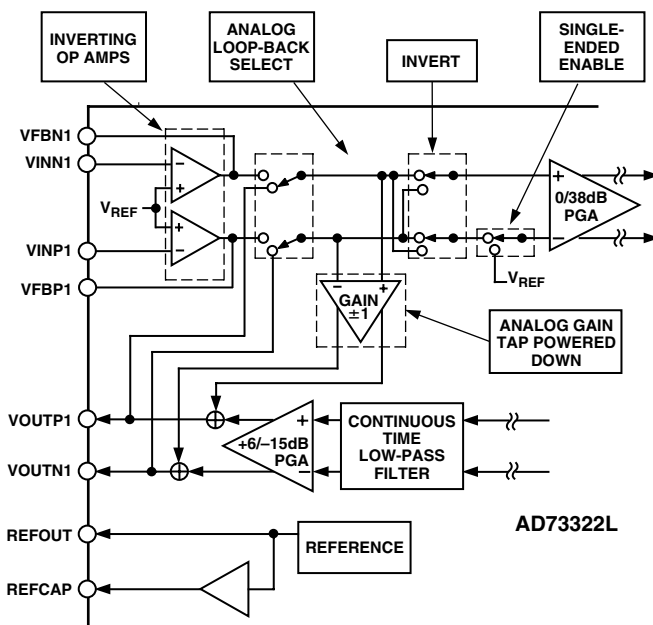 INVERTING
OP AMPS
ANALOG
LOOP-BACK
SELECT
INVERT
SINGLE-
ENDED
ENABLE
VFBN1
VINN1
VREF
VINP1
VFBP1
–
+
+
–
+
0/38dB
PGA
–
VREF
– +
GAIN
±1
ANALOG GAIN
TAP POWERED
DOWN
VOUTP1
VOUTN1
+
+6/–15dB
PGA
–
CONTINUOUS
TIME
LOW-PASS
FILTER
REFOUT
REFCAP
REFERENCE
AD73322L